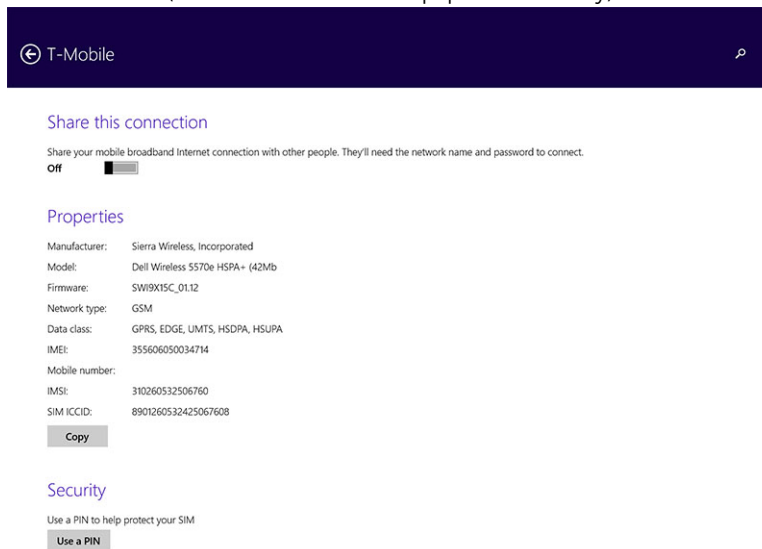 T-Mobile
Share this connection
Share your mobile broadband Internet connection with other people. They'll need the network name and password to connect.
Off
Properties
Manufacturer: Sierra Wireless, Incorporated
Model: Dell Wireless 5570e HSPA+ (42Mb
Firmware: SWI9X15C_01.12
Network type: GSM
Data class: GPRS, EDGE, UMTS, HSDPA, HSUPA
IMEI: 355606050034714
Mobile number:
IMSI: 310260532506760
SIM ICCID: 8901260532425067608
Copy
Security
Use a PIN to help protect your SIM
Use a PIN